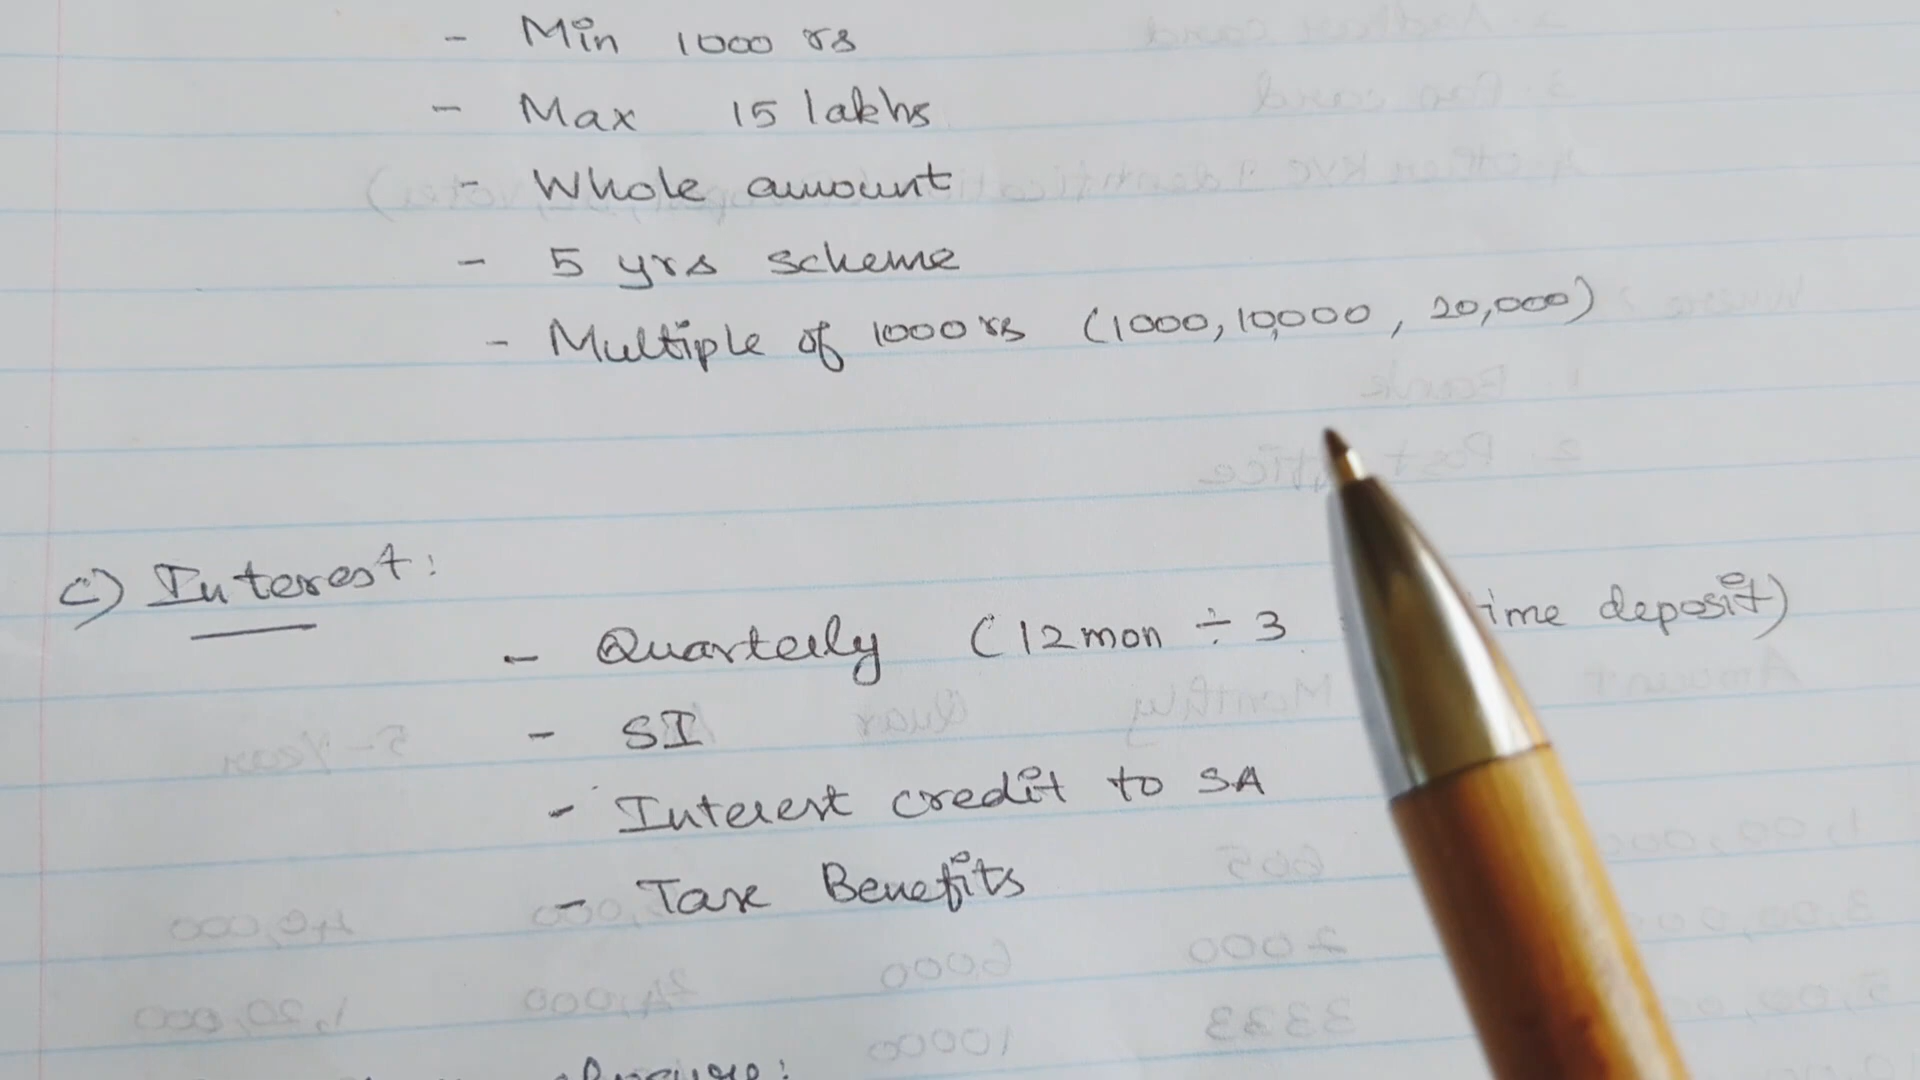 - Min 1000 rs
- Max 15 lakhs
- Whole amount
- 5 yrs scheme
- Multiple of 1000 rs (1000, 10,000, 20,000)
c) Interest:
- Quarterly (12 mon ÷ 3 ime deposit)
- SI
- Interest credit to SA
- Tax Benefits